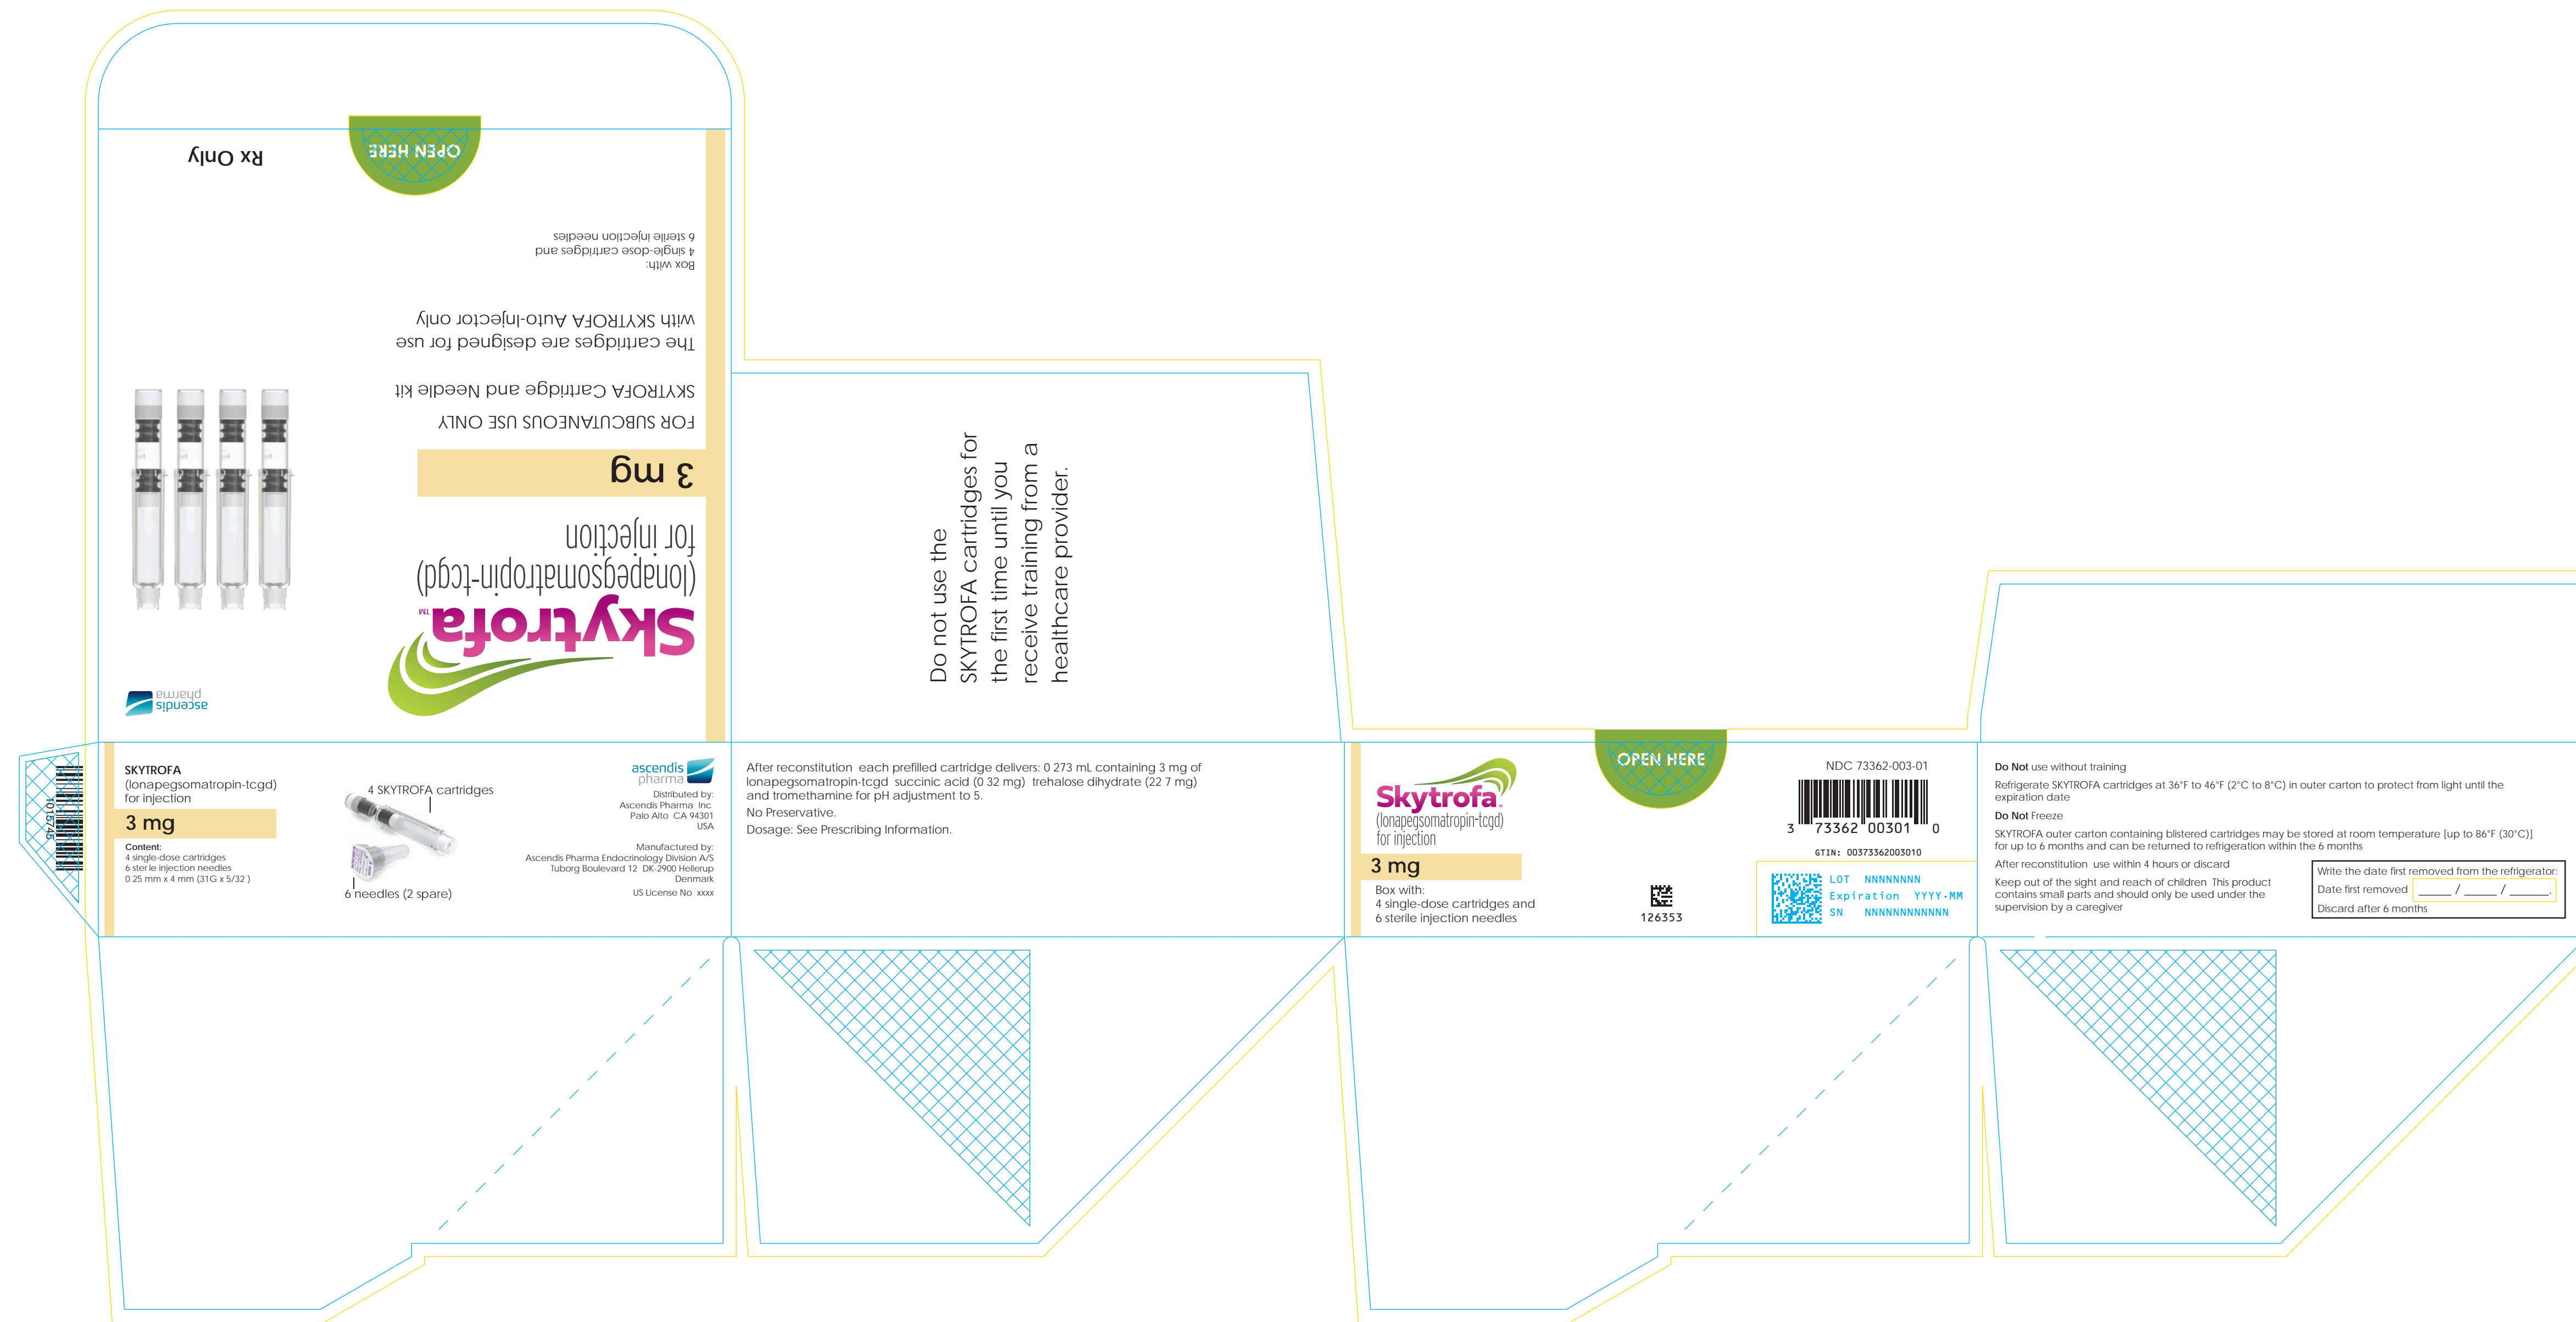 Rx Only
OPEN HERE
Box with:
4 single-dose cartridges and
6 sterile injection needles
The cartridges are designed for use
with SKYTROFA Auto-Injector only
SKYTROFA Cartridge and Needle kit
FOR SUBCUTANEOUS USE ONLY
3 mg
Skytrofa™
(lonapegsomatropin-tcgd)
for injection
ascendis
pharma
Do not use the
SKYTROFA cartridges for
the first time until you
receive training from a
healthcare provider.
1015745
SKYTROFA
(lonapegsomatropin-tcgd)
for injection
3 mg
Content:
4 single-dose cartridges
6 ster le injection needles
0 25 mm x 4 mm (31G x 5/32 )
4 SKYTROFA cartridges
6 needles (2 spare)
ascendis
pharma
Distributed by:
Ascendis Pharma Inc
Palo Alto CA 94301
USA
Manufactured by:
Ascendis Pharma Endocrinology Division A/S
Tuborg Boulevard 12 DK-2900 Hellerup
Denmark
US License No xxxx
After reconstitution each prefilled cartridge delivers: 0 273 mL containing 3 mg of
lonapegsomatropin-tcgd succinic acid (0 32 mg) trehalose dihydrate (22 7 mg)
and tromethamine for pH adjustment to 5.
No Preservative.
Dosage: See Prescribing Information.
Skytrofa™
(lonapegsomatropin-tcgd)
for injection
3 mg
Box with:
4 single-dose cartridges and
6 sterile injection needles
OPEN HERE
126353
NDC 73362-003-01
3 73362 00301 0
GTIN: 00373362003010
LOT NNNNNNNN
Expiration YYYY-MM
SN NNNNNNNNNNNN
Do Not use without training
Refrigerate SKYTROFA cartridges at 36°F to 46°F (2°C to 8°C) in outer carton to protect from light until the
expiration date
Do Not Freeze
SKYTROFA outer carton containing blistered cartridges may be stored at room temperature [up to 86°F (30°C)]
for up to 6 months and can be returned to refrigeration within the 6 months
After reconstitution use within 4 hours or discard
Keep out of the sight and reach of children This product
contains small parts and should only be used under the
supervision by a caregiver
Write the date first removed from the refrigerator:
Date first removed _____ / _____ / ______.
Discard after 6 months